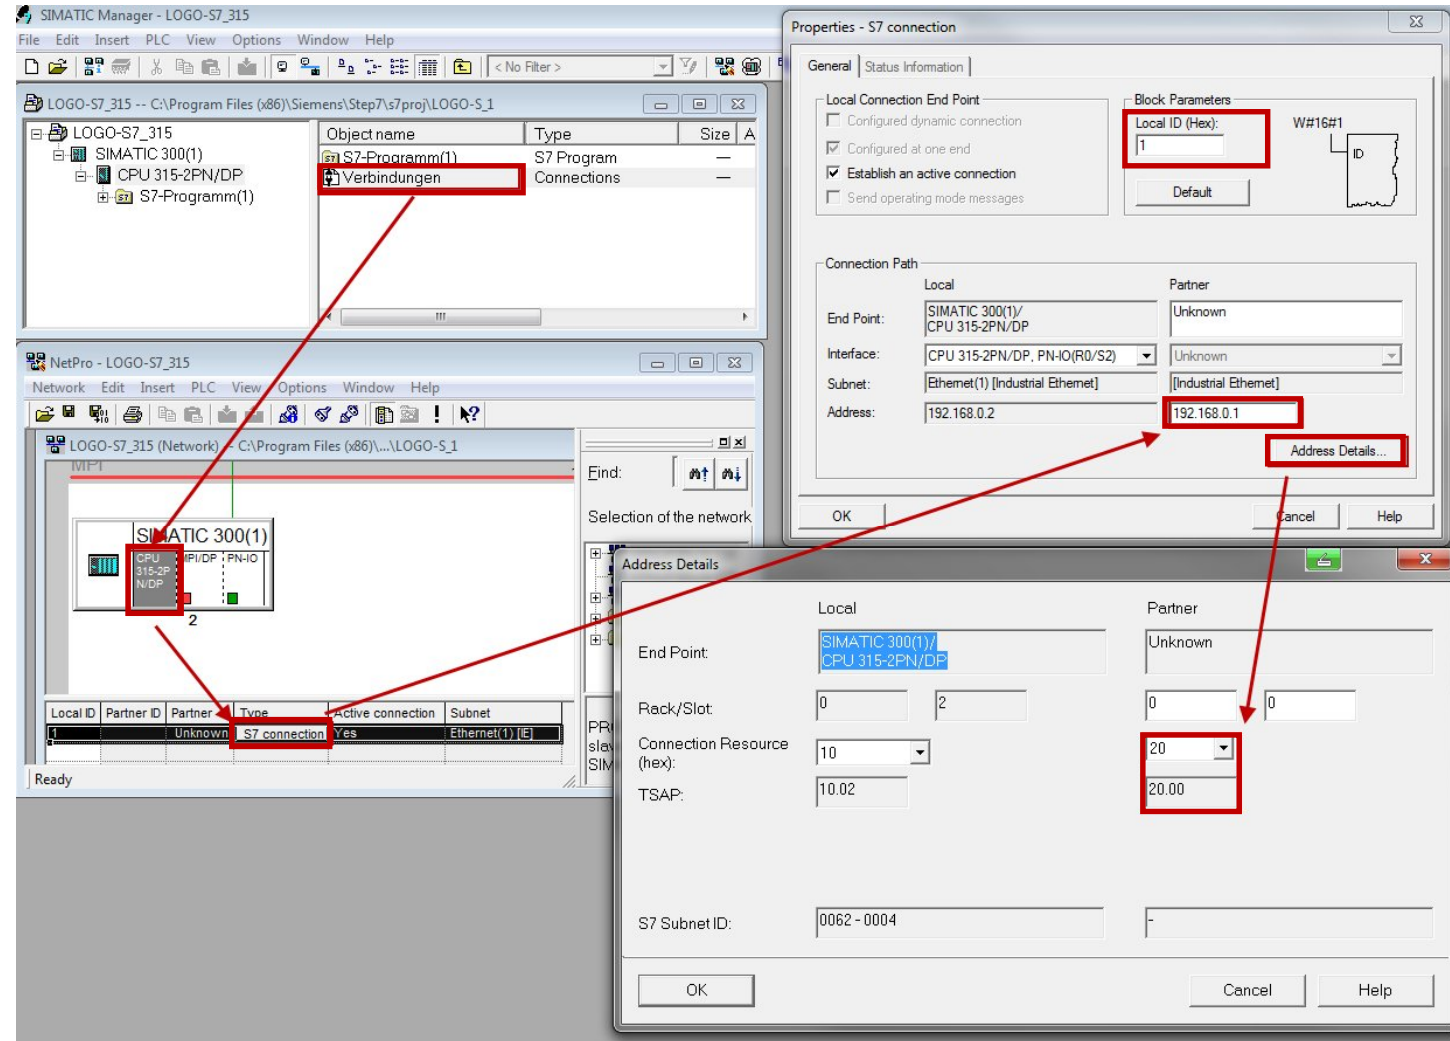 SIMATIC Manager - LOGO-S7_315
File Edit Insert PLC View Options Window Help
< No Filter >
LOGO-S7_315 -- C:\Program Files (x86)\Siemens\Step7\s7proj\LOGO-S_1
LOGO-S7_315
SIMATIC 300(1)
CPU 315-2PN/DP
S7-Programm(1)
Object name Type Size A
S7-Programm(1) S7 Program —
Verbindungen Connections —
NetPro - LOGO-S7_315
Network Edit Insert PLC View Options Window Help
LOGO-S7_315 (Network) -- C:\Program Files (x86)\...\LOGO-S_1
MPI
SIMATIC 300(1)
CPU
315-2P
N/DP
MPI/DP
PN-IO
2
Find:
Selection of the network
Local ID Partner ID Partner Type Active connection Subnet
1 Unknown S7 connection Yes Ethernet(1) [IE]
slav
SIM
Ready
Properties - S7 connection
General Status Information
Local Connection End Point
Configured dynamic connection
Configured at one end
Establish an active connection
Send operating mode messages
Block Parameters
Local ID (Hex): W#16#1
1
ID
Default
Connection Path
Local Partner
End Point: SIMATIC 300(1)/ Unknown
CPU 315-2PN/DP
Interface: CPU 315-2PN/DP, PN-IO(R0/S2) Unknown
Subnet: Ethernet(1) [Industrial Ethernet] [Industrial Ethernet]
Address: 192.168.0.2 192.168.0.1
Address Details...
OK Cancel Help
Address Details
Local Partner
End Point: SIMATIC 300(1)/ Unknown
CPU 315-2PN/DP
Rack/Slot: 0 2 0 0
Connection Resource
(hex): 10 20
TSAP: 10.02 20.00
S7 Subnet ID: 0062 - 0004 -
OK Cancel Help